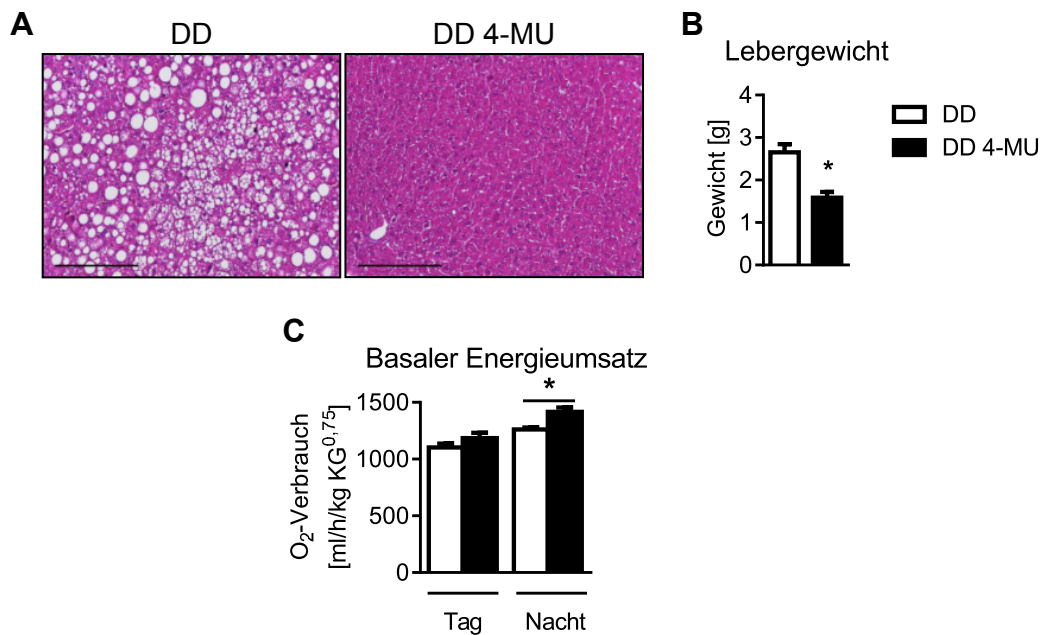 A
DD
DD 4-MU
B
Lebergewicht
Gewicht [g]
4
3
2
1
0
*
DD
DD 4-MU
C
Basaler Energieumsatz
*
O₂-Verbrauch
[ml/h/kg KG⁰,⁷⁵]
1500
1000
500
0
Tag
Nacht